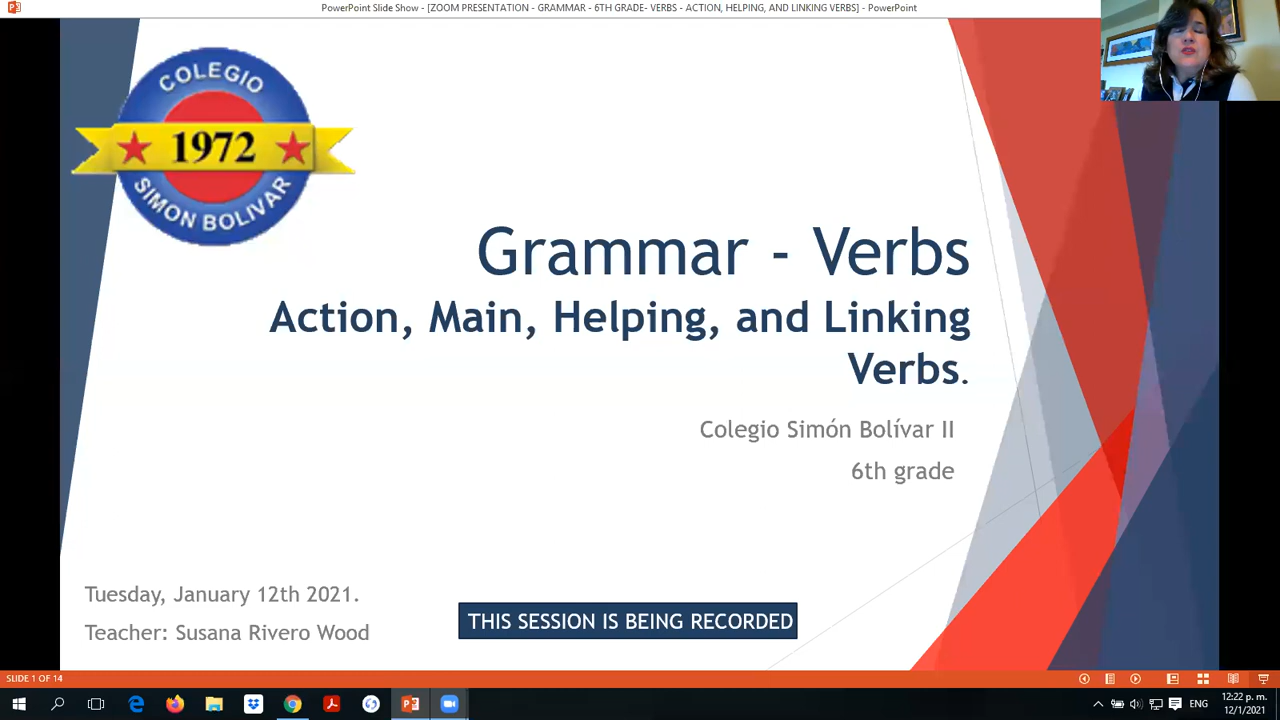 PowerPoint Slide Show - [ZOOM PRESENTATION - GRAMMAR - 6TH GRADE- VERBS - ACTION, HELPING, AND LINKING VERBS] - PowerPoint
COLEGIO
1972
SIMON BOLIVAR
Grammar - Verbs
Action, Main, Helping, and Linking
Verbs.
Colegio Simón Bolívar II
6th grade
Tuesday, January 12th 2021.
Teacher: Susana Rivero Wood
THIS SESSION IS BEING RECORDED
SLIDE 1 OF 14
ENG
12:22 p. m.
12/1/2021